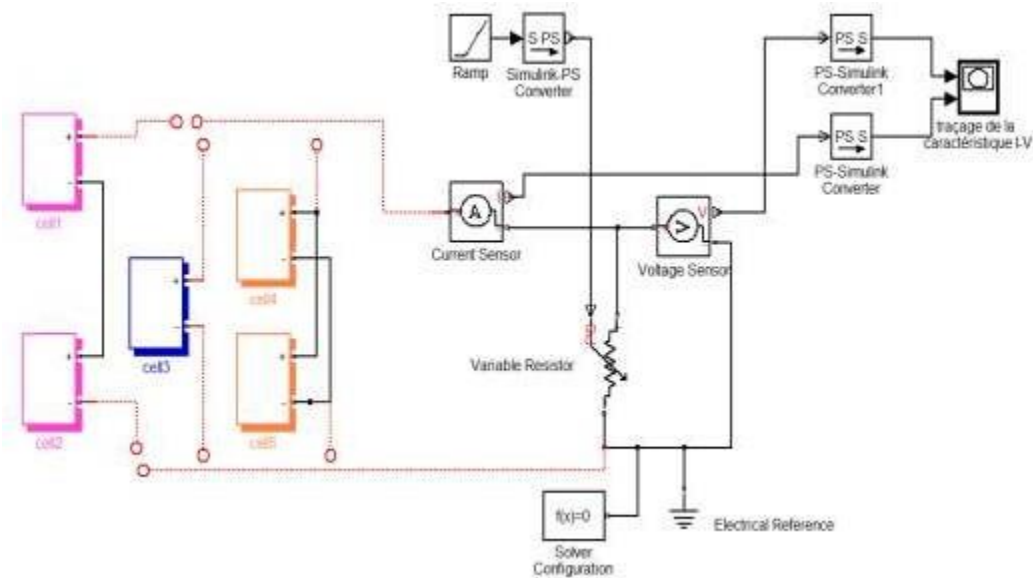 Ramp
S PS
Simulink-PS
Converter
PS S
PS-Simulink
Converter1
traçage de la
caractéristique I-V
PS S
PS-Simulink
Converter
+
-
cell1
+
-
cell2
+
-
cell3
+
-
cell4
+
-
cell5
A
Current Sensor
V
V
Voltage Sensor
Variable Resistor
f(x)=0
Solver
Configuration
Electrical Reference